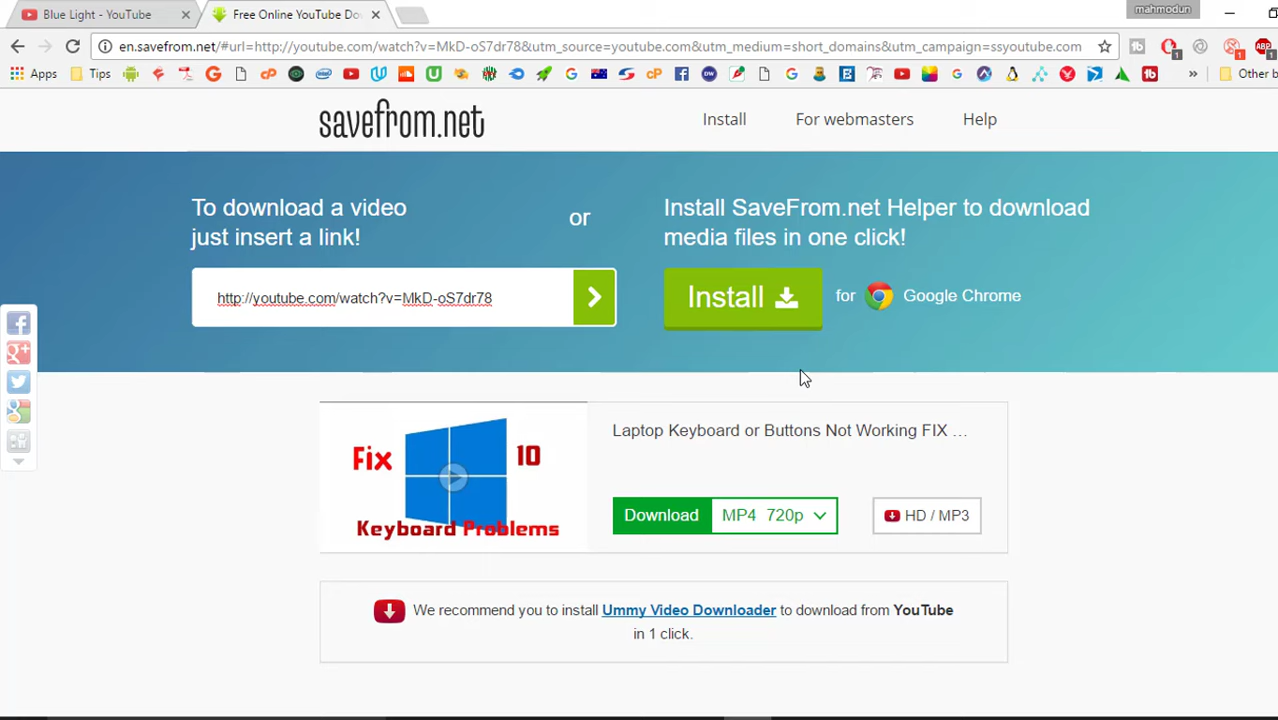 mahmodun
Blue Light - YouTube
Free Online YouTube Do
en.savefrom.net/#url=http://youtube.com/watch?v=MkD-oS7dr78&utm_source=youtube.com&utm_medium=short_domains&utm_campaign=ssyoutube.com
Apps
Tips
Other b
savefrom.net
Install
For webmasters
Help
To download a video
just insert a link!
or
Install SaveFrom.net Helper to download
media files in one click!
http://youtube.com/watch?v=MkD-oS7dr78
Install
for
Google Chrome
Fix
10
Keyboard Problems
Laptop Keyboard or Buttons Not Working FIX …
Download
MP4 720p
HD / MP3
We recommend you to install Ummy Video Downloader to download from YouTube
in 1 click.